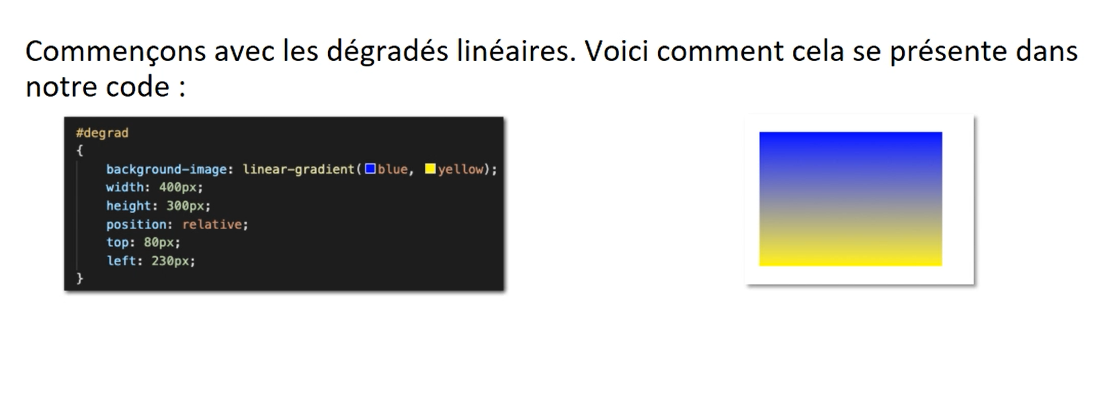 Commençons avec les dégradés linéaires. Voici comment cela se présente dans
notre code :
#degrad
{
background-image: linear-gradient(blue, yellow);
width: 400px;
height: 300px;
position: relative;
top: 80px;
left: 230px;
}